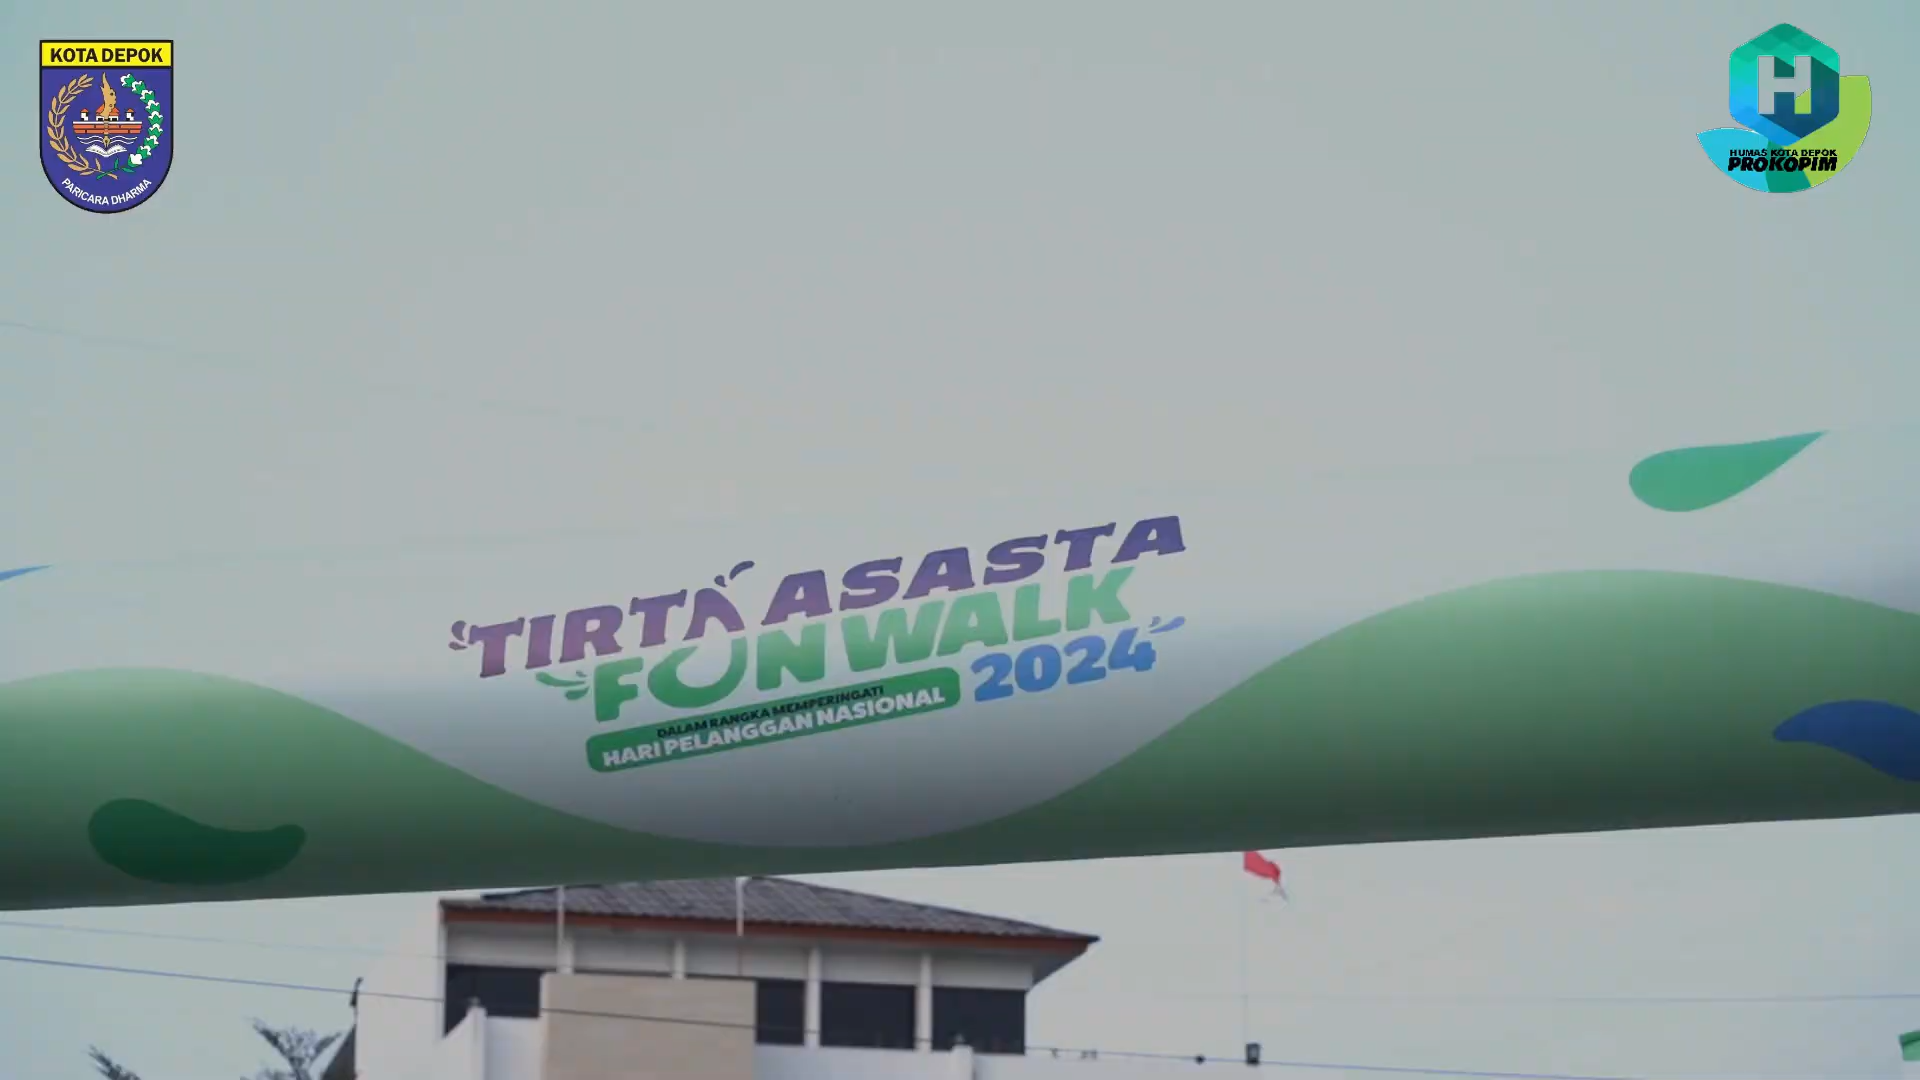 KOTA DEPOK
PARICARA DHARMA
H
HUMAS KOTA DEPOK
PROKOPIM
TIRTA ASASTA
FUN WALK
2024
DALAM RANGKA MEMPERINGATI
HARI PELANGGAN NASIONAL